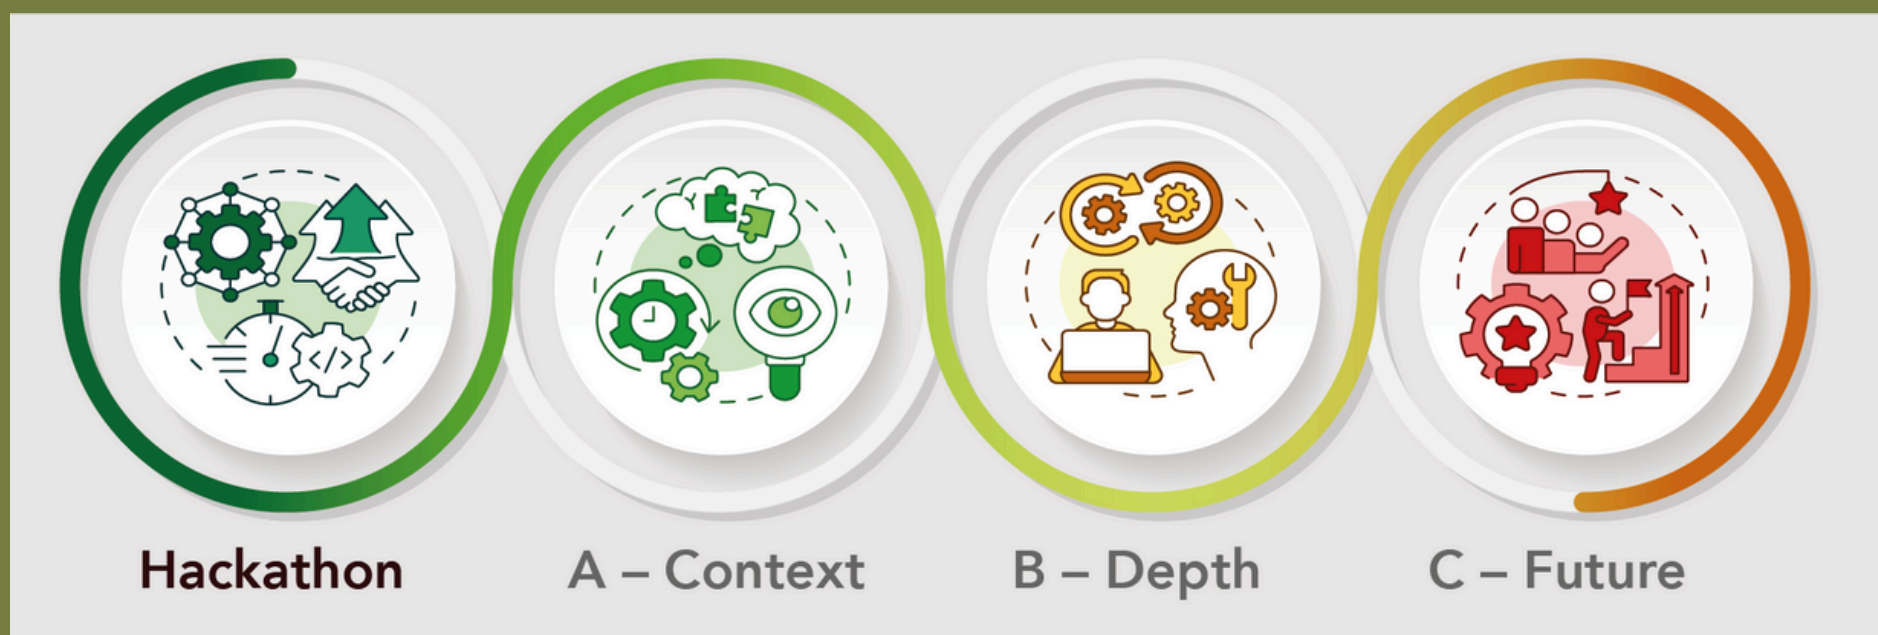 Hackathon
A – Context
B – Depth
C – Future